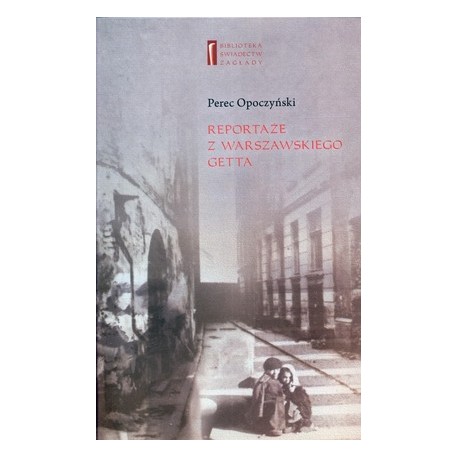 BIBLIOTEKA
ŚWIADECTW
ZAGŁADY
Perec Opoczyński
REPORTAŻE
Z WARSZAWSKIEGO
GETTA